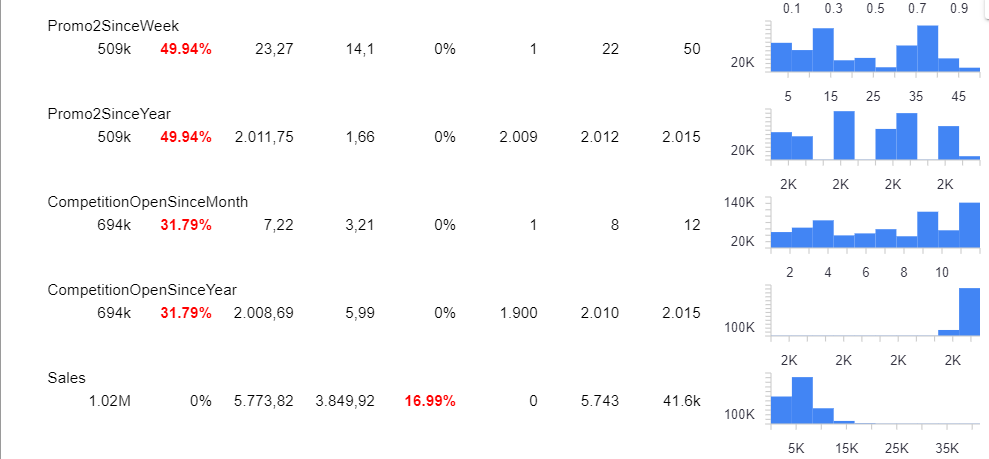 0.1 0.3 0.5 0.7 0.9
Promo2SinceWeek
509k 49.94% 23,27 14,1 0% 1 22 50
20K
5 15 25 35 45
Promo2SinceYear
509k 49.94% 2.011,75 1,66 0% 2.009 2.012 2.015
20K
2K 2K 2K 2K
CompetitionOpenSinceMonth
140K
694k 31.79% 7,22 3,21 0% 1 8 12
20K
2 4 6 8 10
CompetitionOpenSinceYear
694k 31.79% 2.008,69 5,99 0% 1.900 2.010 2.015
100K
2K 2K 2K 2K
Sales
1.02M 0% 5.773,82 3.849,92 16.99% 0 5.743 41.6k
100K
5K 15K 25K 35K